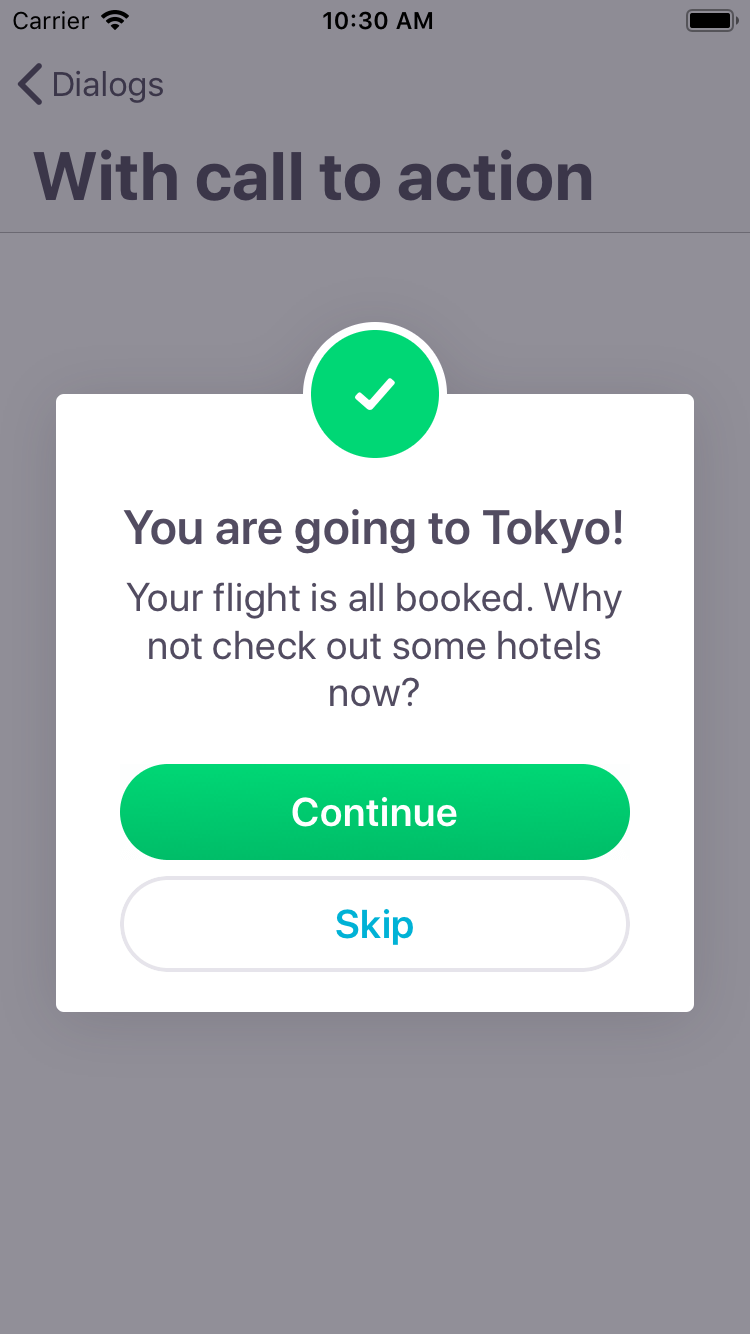 Carrier 10:30 AM
Dialogs
With call to action
You are going to Tokyo!
Your flight is all booked. Why
not check out some hotels
now?
Continue
Skip